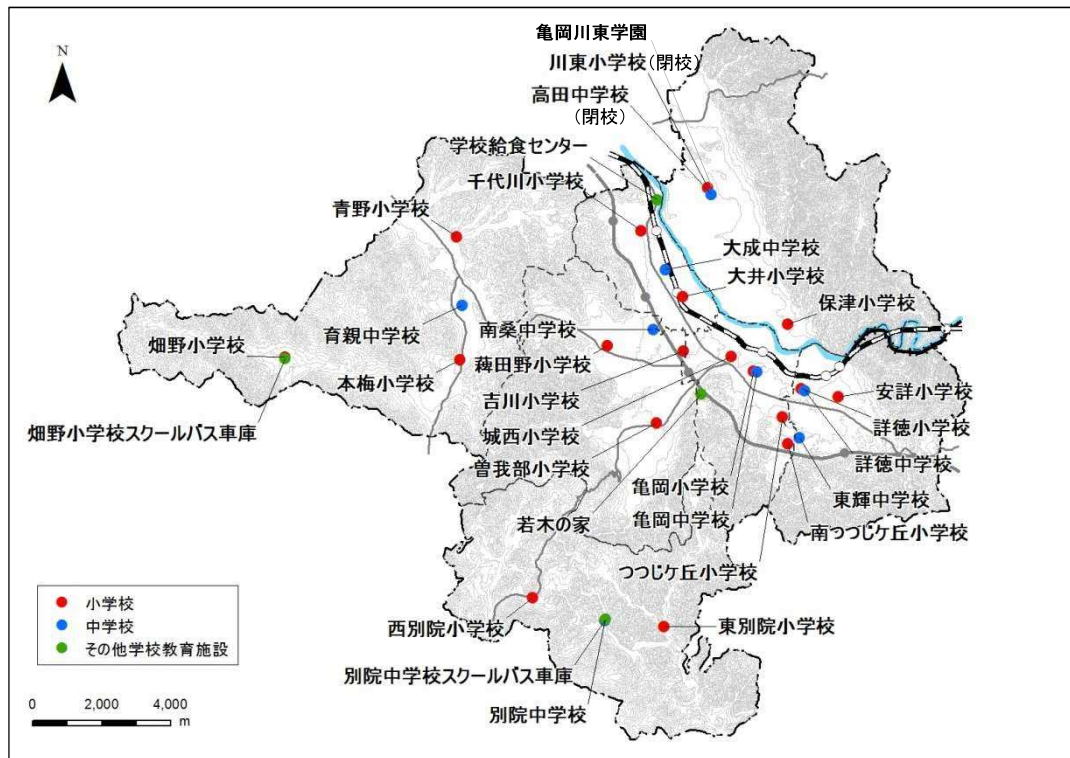 亀岡川東学園
川東小学校(閉校)
高田中学校
(閉校)
N
学校給食センター
千代川小学校
青野小学校
大成中学校
大井小学校
保津小学校
育親中学校
南桑中学校
畑野小学校
薭田野小学校
本梅小学校
吉川小学校
安詳小学校
畑野小学校スクールバス車庫
城西小学校
詳徳小学校
曽我部小学校
詳徳中学校
亀岡小学校
東輝中学校
若木の家
亀岡中学校
南つつじケ丘小学校
つつじケ丘小学校
小学校
中学校
その他学校教育施設
西別院小学校
東別院小学校
別院中学校スクールバス車庫
別院中学校
0 2,000 4,000
m